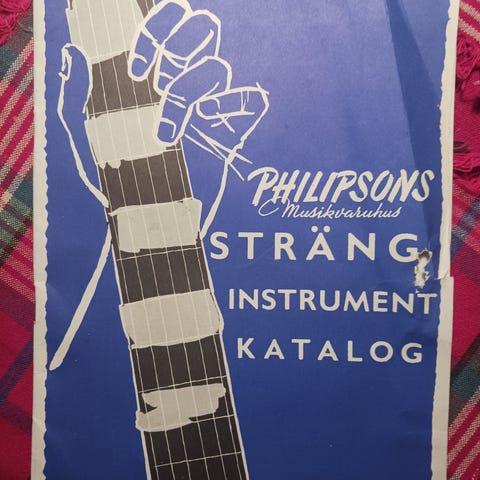 PHILIPSONS
Musikvaruhus
STRÄNG
INSTRUMENT
KATALOG